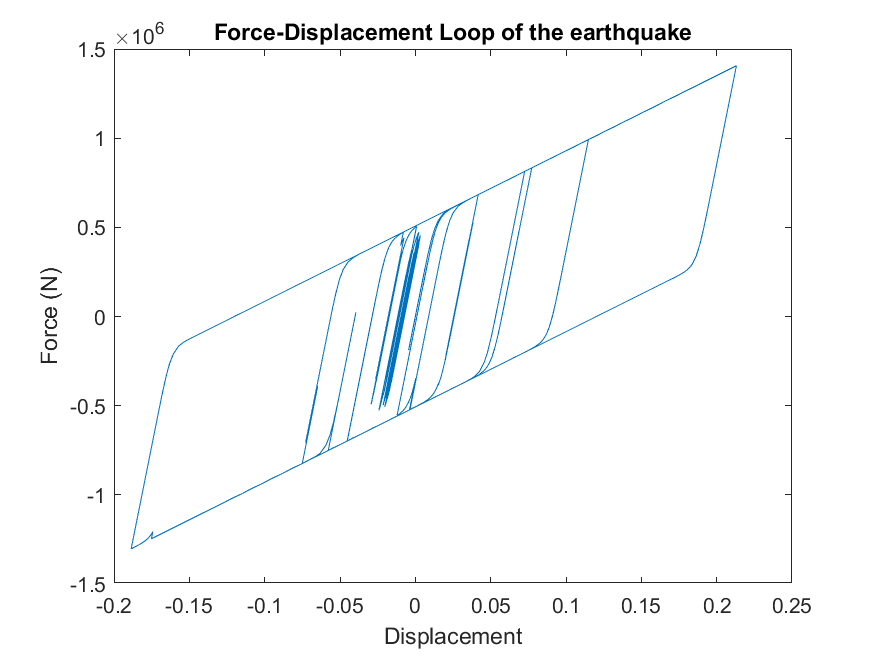 ×10^6
Force-Displacement Loop of the earthquake
1.5
1
0.5
0
-0.5
-1
-1.5
Force (N)
-0.2 -0.15 -0.1 -0.05 0 0.05 0.1 0.15 0.2 0.25
Displacement